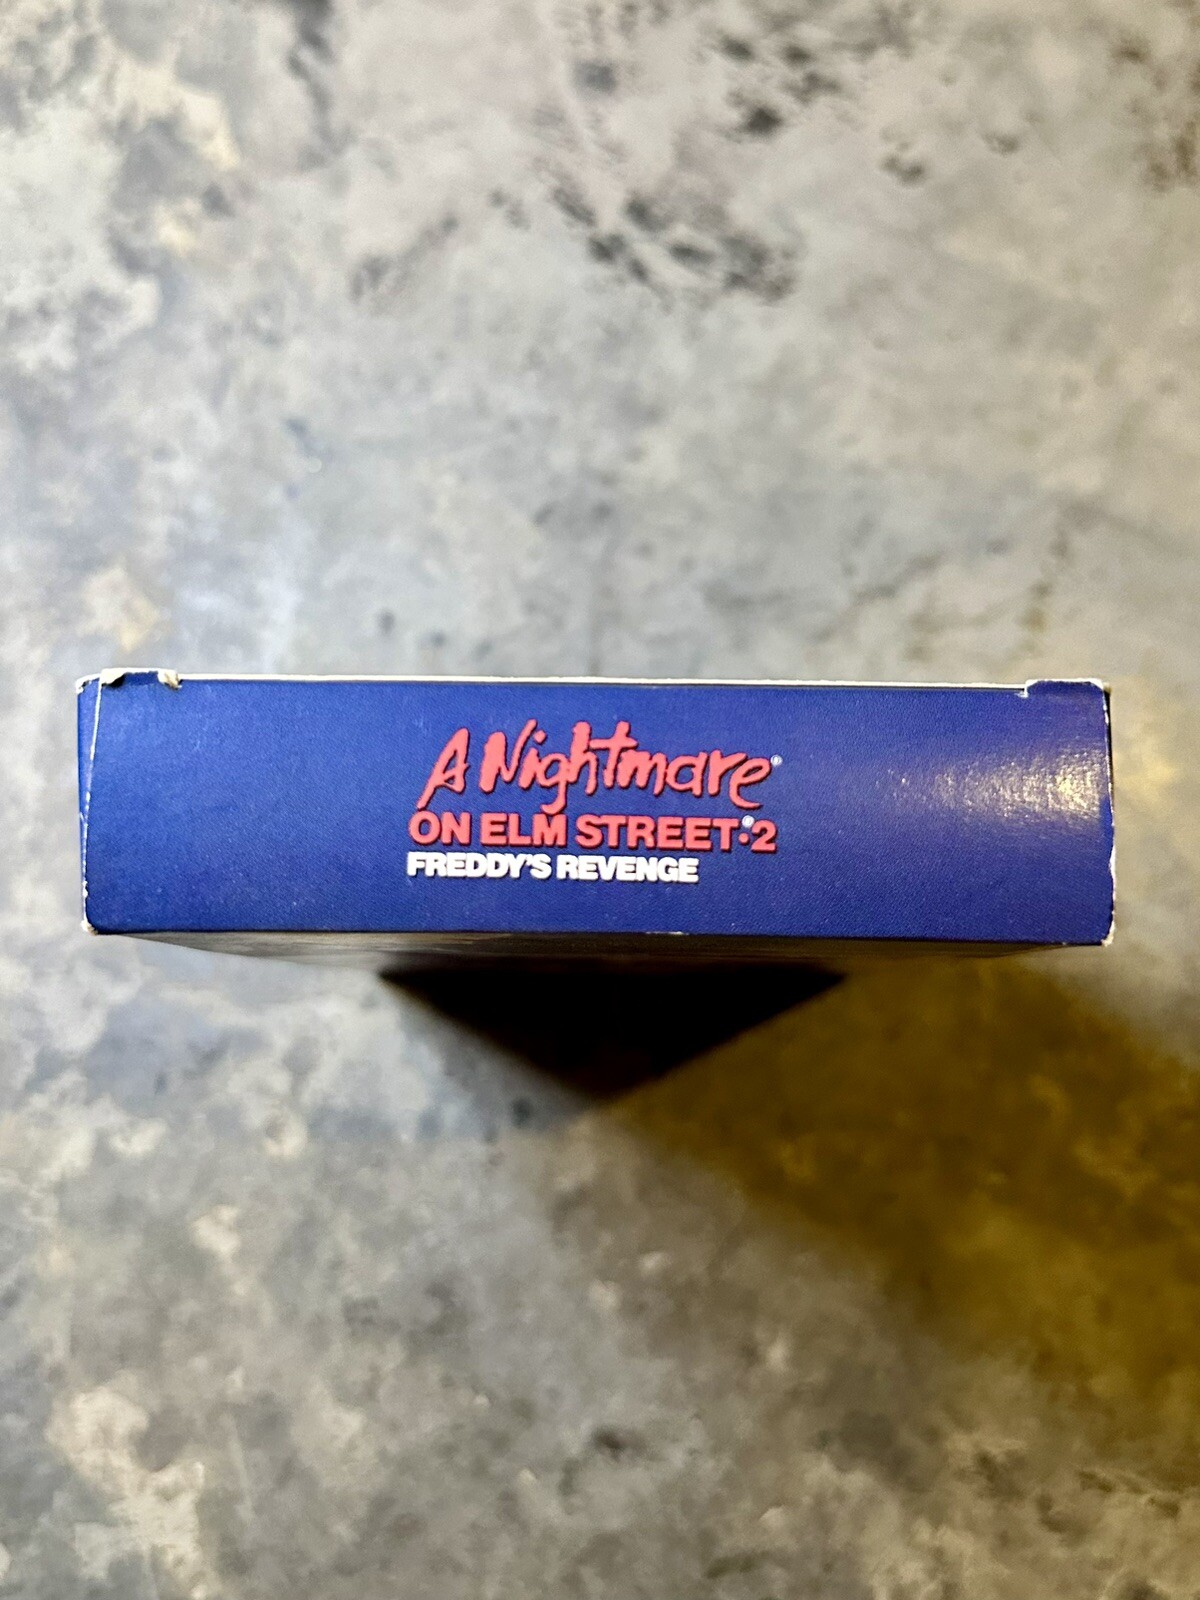 A Nightmare®
ON ELM STREET®·2
FREDDY'S REVENGE